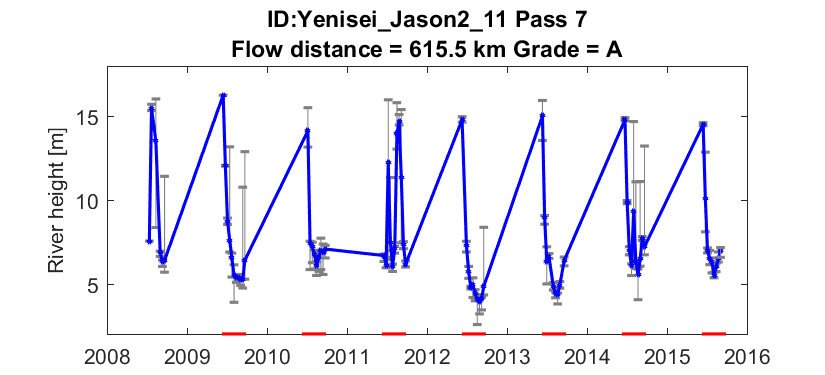 ID:Yenisei_Jason2_11 Pass 7
Flow distance = 615.5 km Grade = A
River height [m]
15
10
5
2008 2009 2010 2011 2012 2013 2014 2015 2016